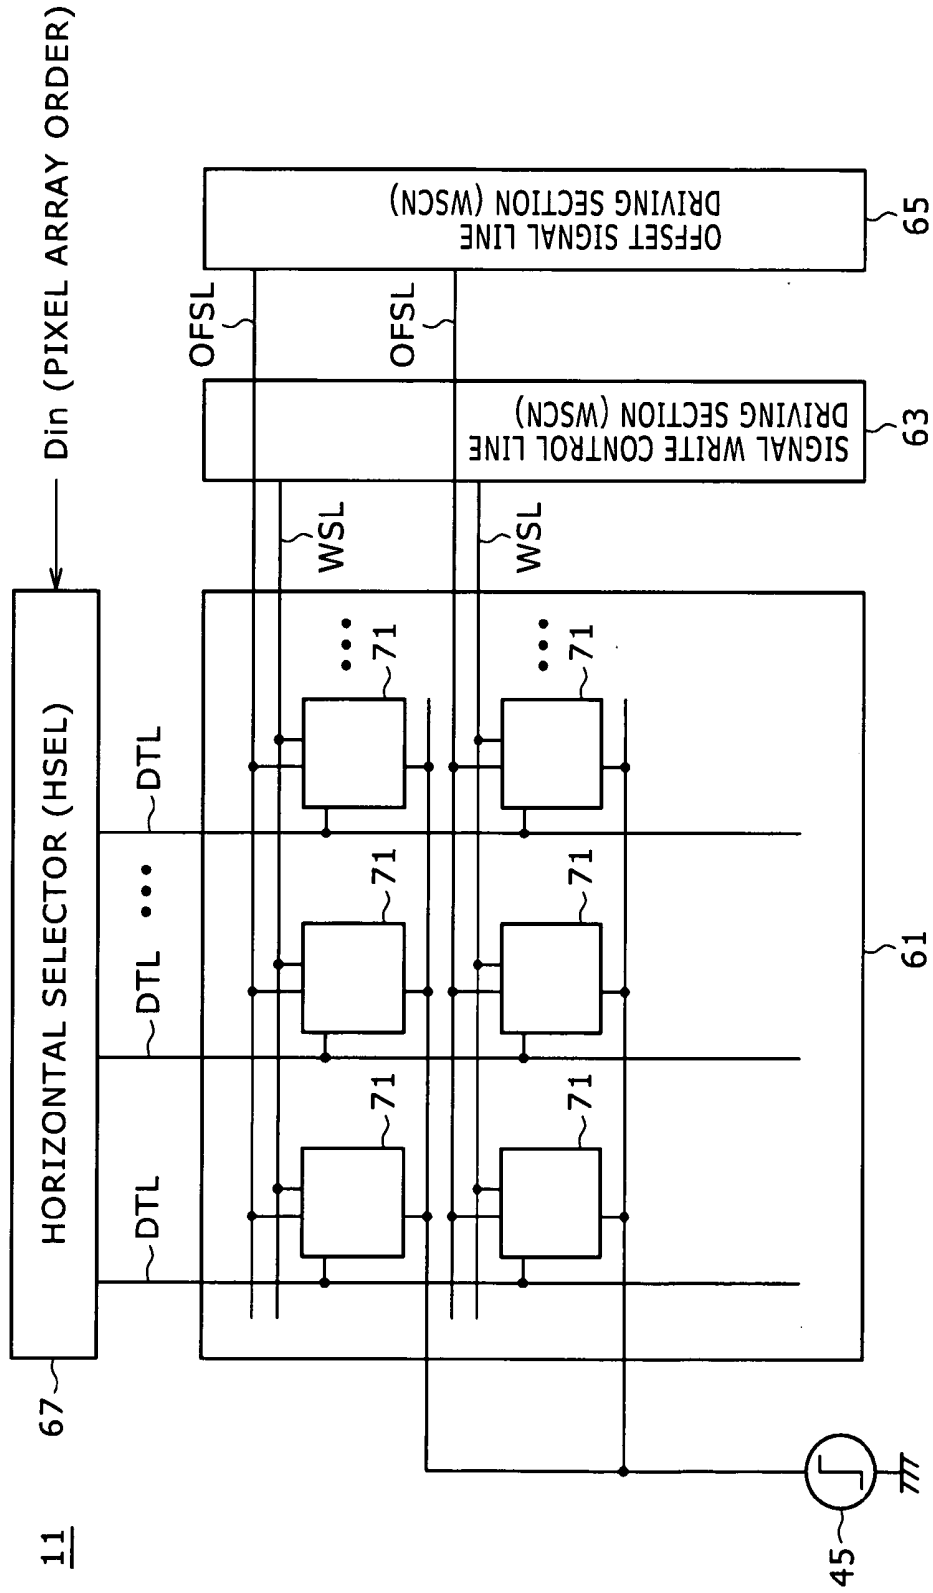 11
67
HORIZONTAL SELECTOR (HSEL)
Din (PIXEL ARRAY ORDER)
DTL
DTL
DTL
OFSL
OFSL
WSL
WSL
71
71
71
71
71
71
SIGNAL WRITE CONTROL LINE
DRIVING SECTION (WSCN)
OFFSET SIGNAL LINE
DRIVING SECTION (WSCN)
45
61
63
65